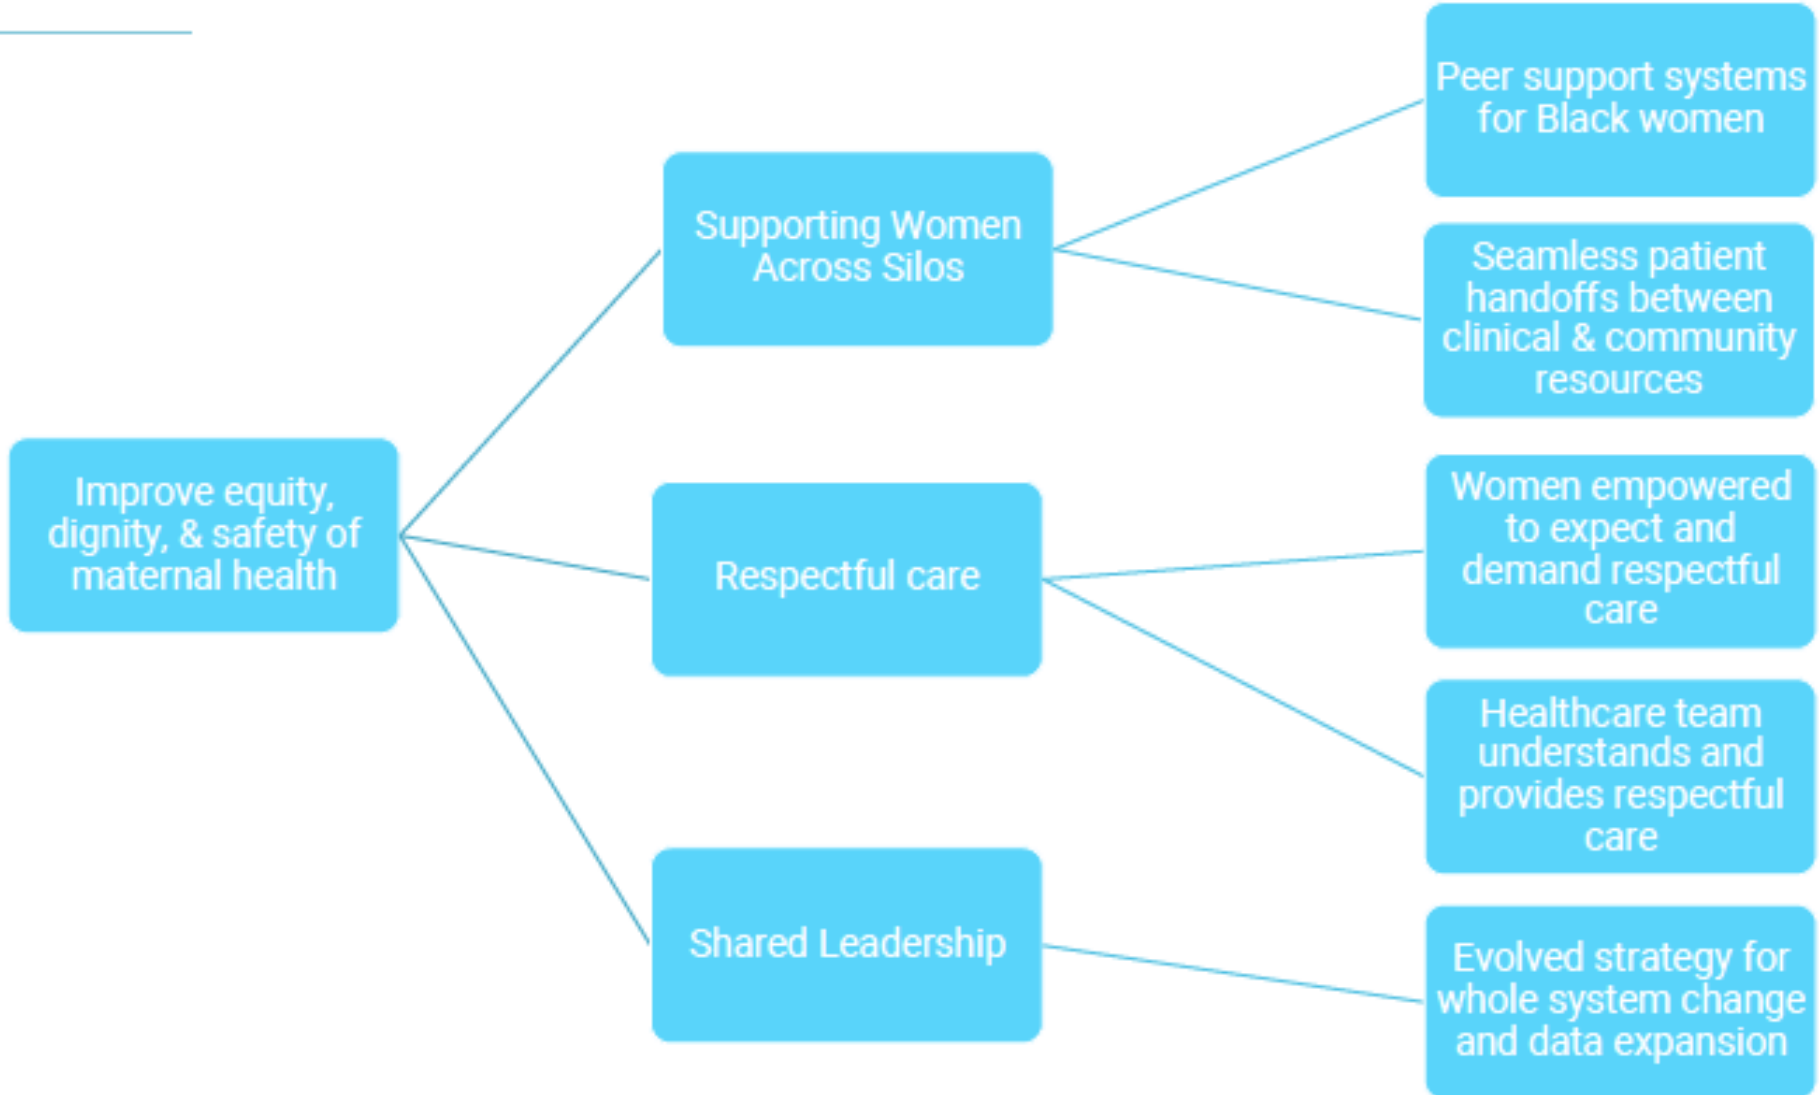 Improve equity,
dignity, & safety of
maternal health
Supporting Women
Across Silos
Respectful care
Shared Leadership
Peer support systems
for Black women
Seamless patient
handoffs between
clinical & community
resources
Women empowered
to expect and
demand respectful
care
Healthcare team
understands and
provides respectful
care
Evolved strategy for
whole system change
and data expansion